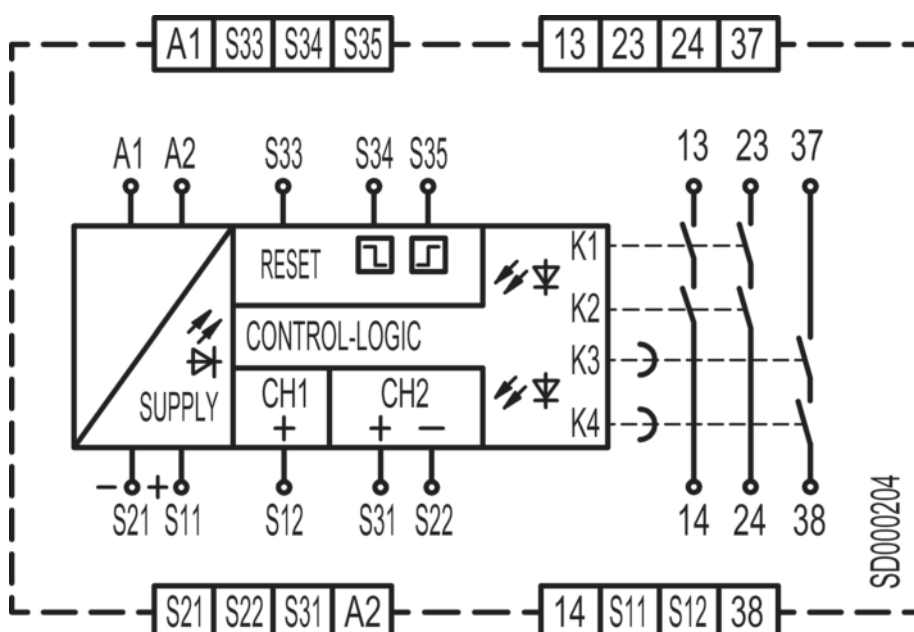 A1 S33 S34 S35 13 23 24 37
A1 A2 S33 S34 S35 13 23 37
RESET K1
K2
CONTROL-LOGIC
K3
SUPPLY CH1 CH2
+ + − K4
− + 
S21 S11 S12 S31 S22 14 24 38
SD000204
S21 S22 S31 A2 14 S11 S12 38